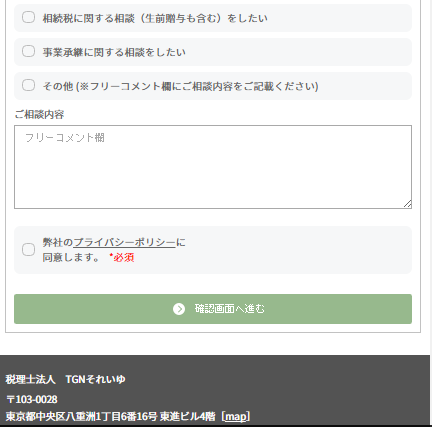 相続税に関する相談（生前贈与も含む）をしたい
事業承継に関する相談をしたい
その他 (※フリーコメント欄にご相談内容をご記載ください)
ご相談内容
フリーコメント欄
弊社のプライバシーポリシーに
同意します。 *必須
確認画面へ進む
税理士法人　TGNそれいゆ
〒103-0028
東京都中央区八重洲1丁目6番16号 東進ビル4階［map］